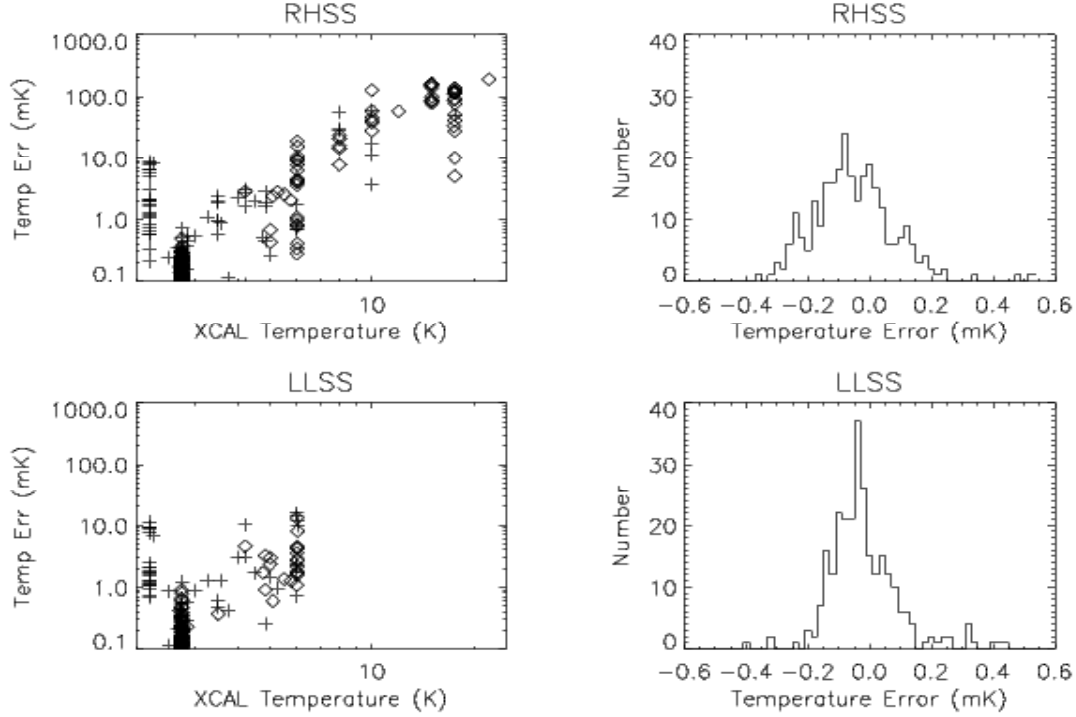 RHSS
1000.0
100.0
10.0
1.0
0.1
Temp Err (mK)
10
XCAL Temperature (K)
RHSS
40
30
20
10
0
Number
-0.6 -0.4 -0.2 0.0 0.2 0.4 0.6
Temperature Error (mK)
LLSS
1000.0
100.0
10.0
1.0
0.1
Temp Err (mK)
10
XCAL Temperature (K)
LLSS
40
30
20
10
0
Number
-0.6 -0.4 -0.2 0.0 0.2 0.4 0.6
Temperature Error (mK)